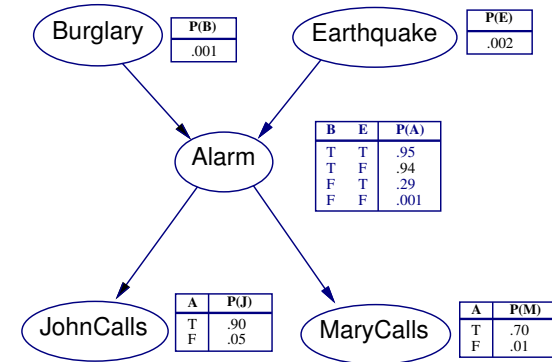 Burglary
P(B)
.001
Earthquake
P(E)
.002
Alarm
B E P(A)
T T .95
T F .94
F T .29
F F .001
JohnCalls
A P(J)
T .90
F .05
MaryCalls
A P(M)
T .70
F .01